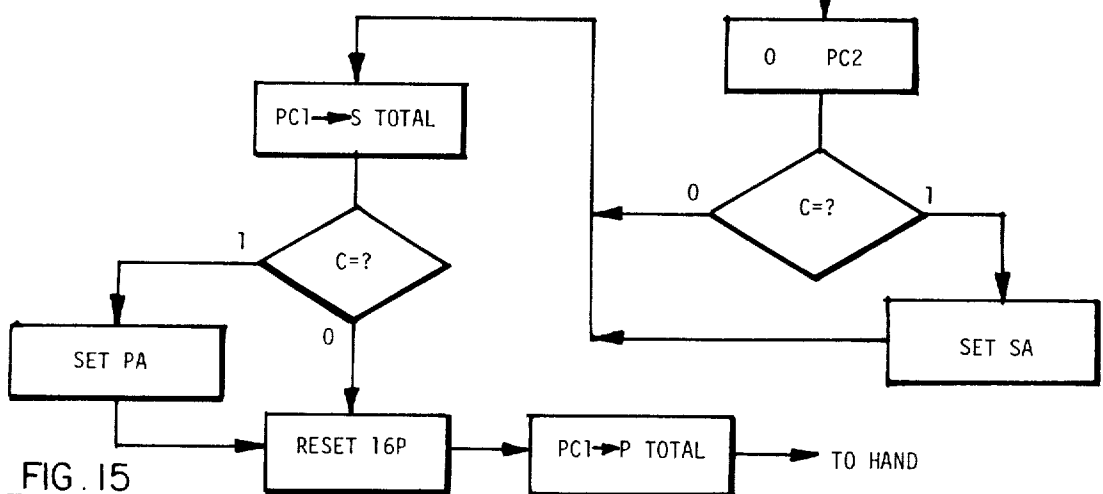 0 PC2
PC1→S TOTAL
0
C=?
1
1
C=?
0
SET PA
SET SA
RESET 16P
PC1→P TOTAL
TO HAND
FIG. 15